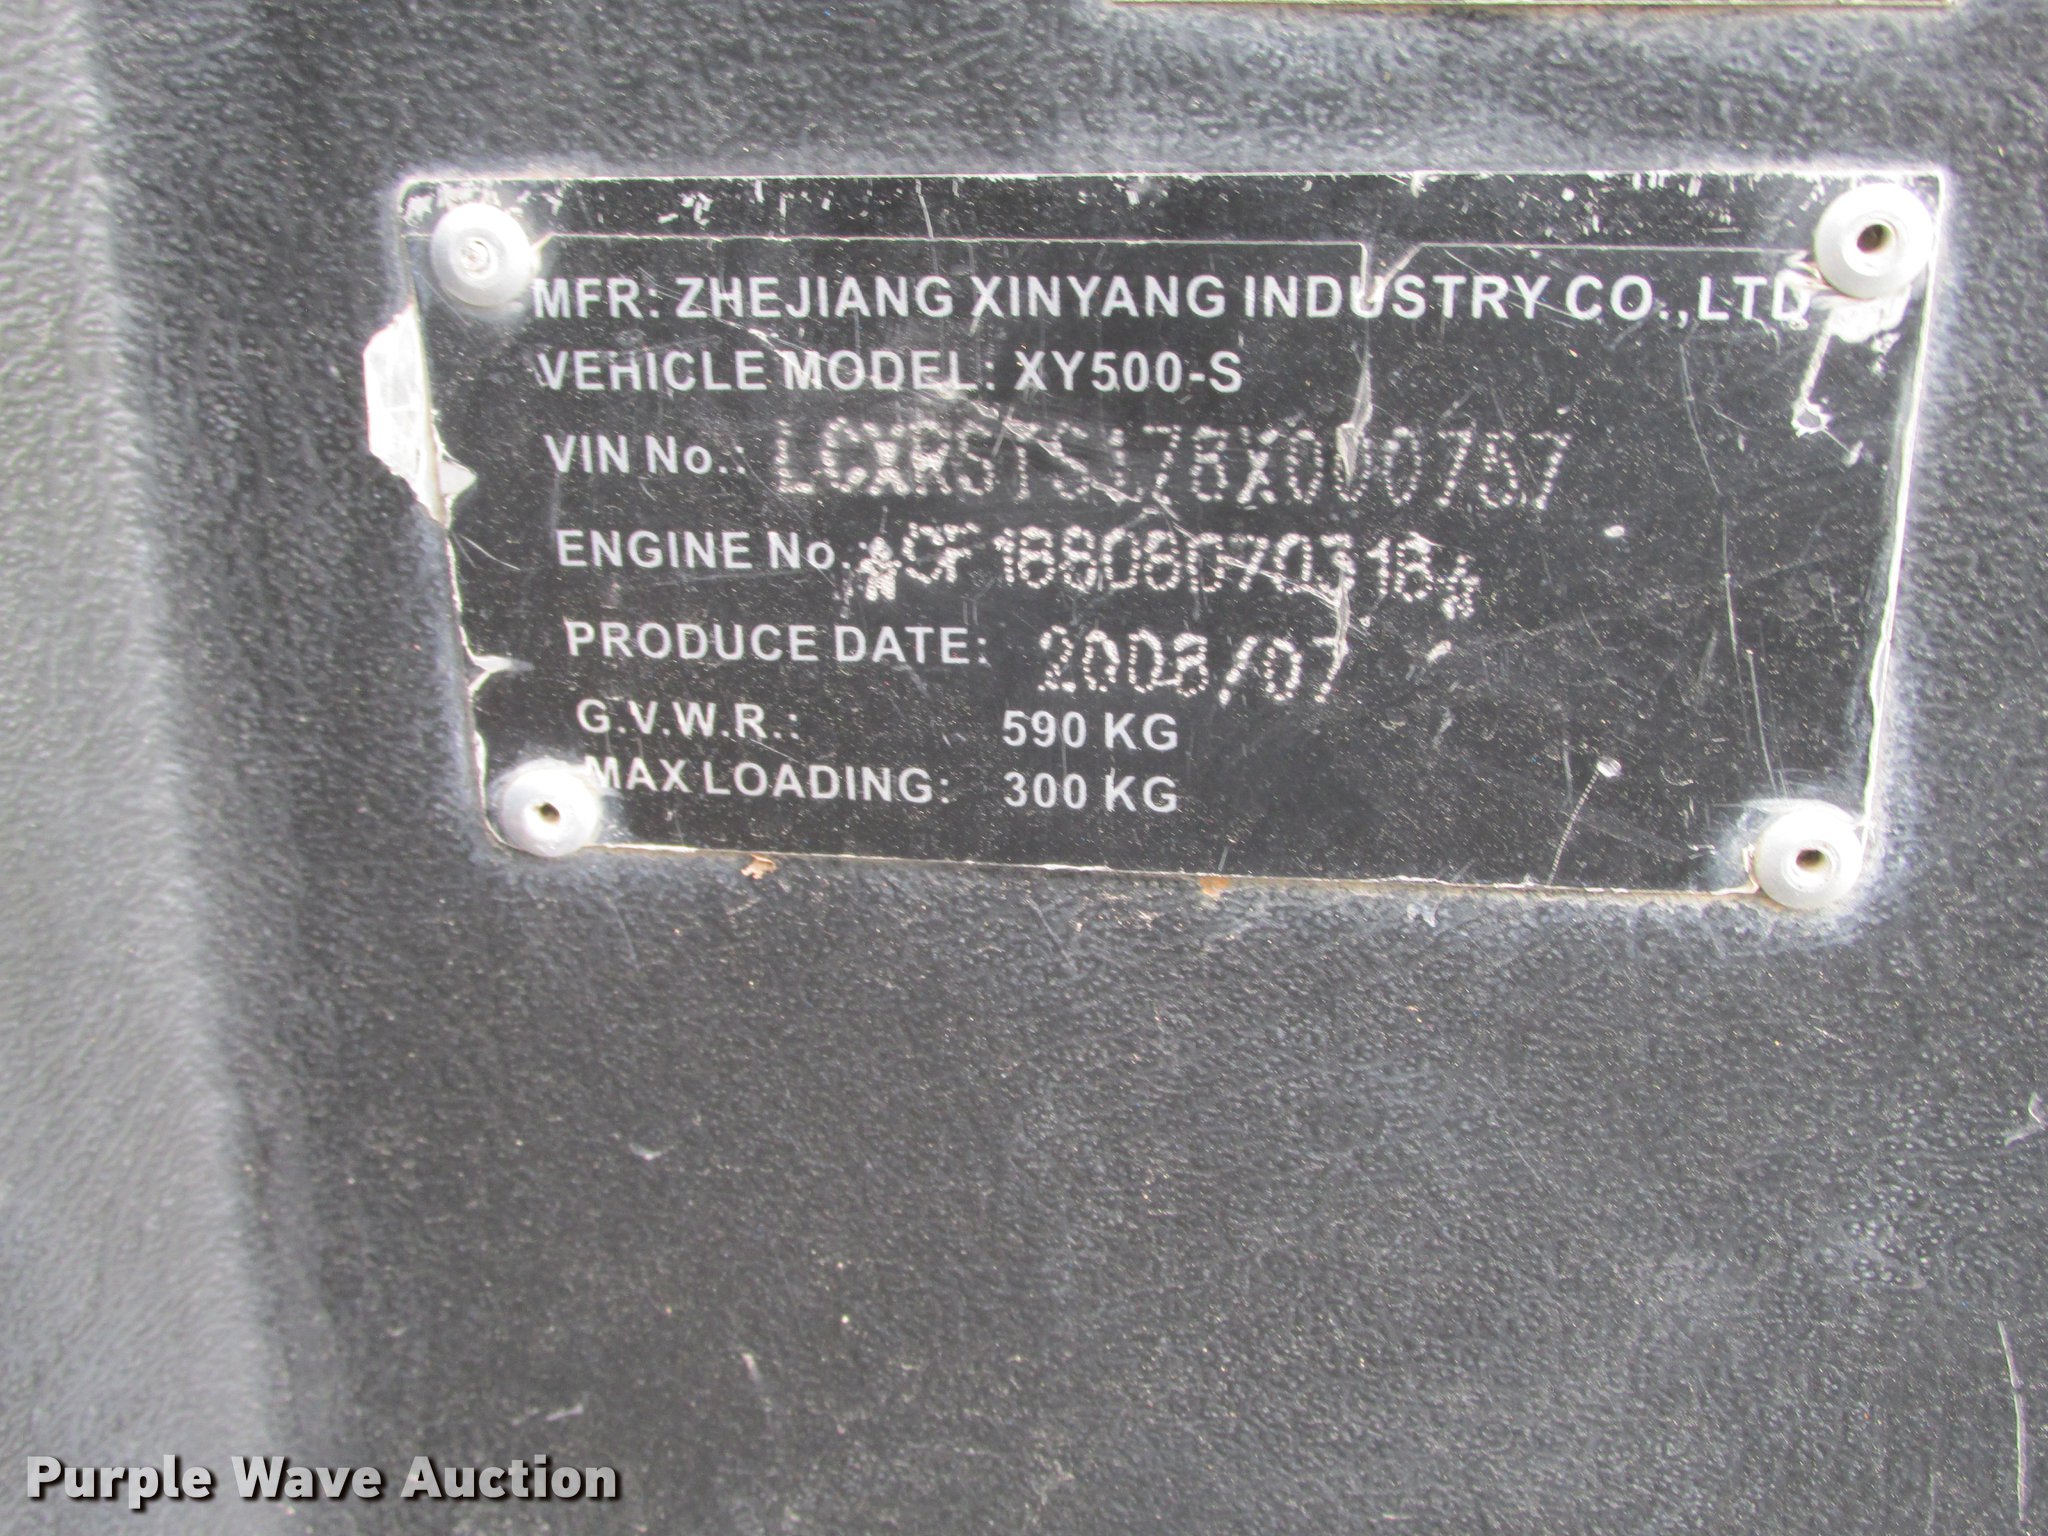 MFR: ZHEJIANG XINYANG INDUSTRY CO.,LTD
VEHICLE MODEL: XY500-S
VIN No.:
ENGINE No.:
PRODUCE DATE: 2008/07
G.V.W.R.: 590 KG
MAX LOADING: 300 KG
Purple Wave Auction